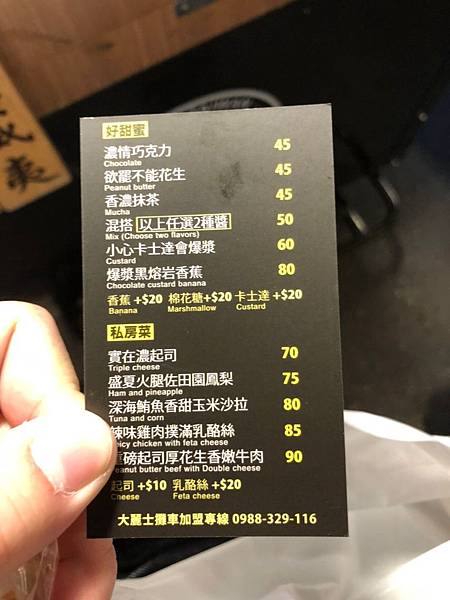 好甜蜜
濃情巧克力 45
Chocolate
欲罷不能花生 45
Peanut butter
香濃抹茶 45
Mucha
混搭 以上任選2種醬 50
Mix (Choose two flavors)
小心卡士達會爆漿 60
Custard
爆漿黑熔岩香蕉 80
Chocolate custard banana
香蕉 +$20 棉花糖+$20 卡士達 +$20
Banana Marshmallow Custard
私房菜
實在濃起司 70
Triple cheese
盛夏火腿佐田園鳳梨 75
Ham and pineapple
深海鮪魚香甜玉米沙拉 80
Tuna and corn
辣味雞肉撲滿乳酪絲 85
Spicy chicken with feta cheese
磅起司厚花生香嫩牛肉 90
Peanut butter beef with Double cheese
起司 +$10 乳酪絲 +$20
Cheese Feta cheese
大麗士攤車加盟專線 0988-329-116